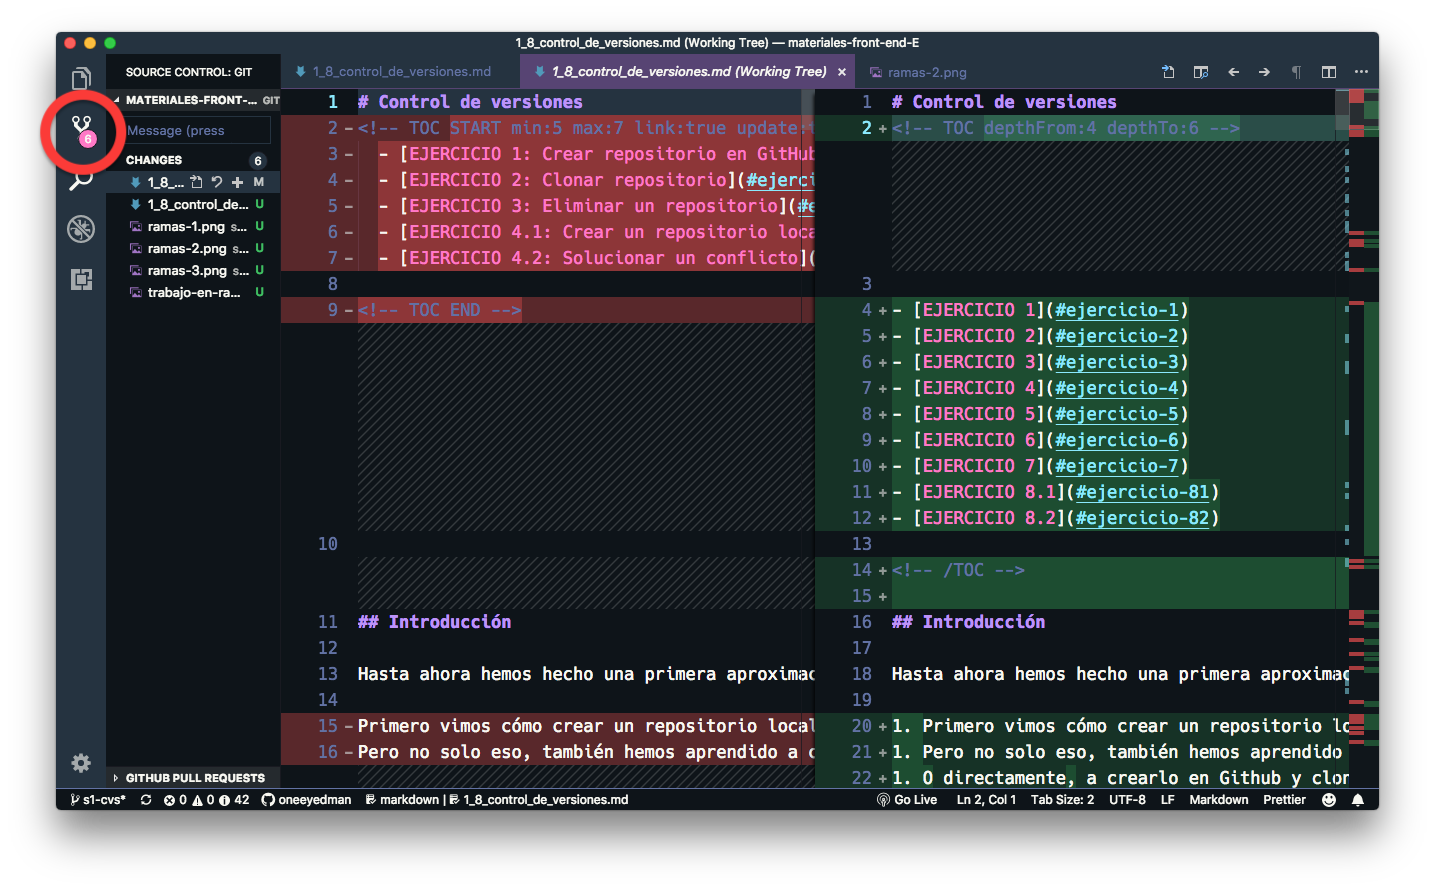 1_8_control_de_versiones.md (Working Tree) — materiales-front-end-E
SOURCE CONTROL: GIT
1_8_control_de_versiones.md
1_8_control_de_versiones.md (Working Tree) ×
ramas-2.png
MATERIALES-FRONT-... GIT
6
Message (press
CHANGES 6
1_8_... M
1_8_control_de... U
ramas-1.png s... U
ramas-2.png s... U
ramas-3.png s... U
trabajo-en-ra... U
GITHUB PULL REQUESTS
1 # Control de versiones
2 -<!-- TOC START min:5 max:7 link:true update:
3 - - [EJERCICIO 1: Crear repositorio en GitHu
4 - - [EJERCICIO 2: Clonar repositorio](#ejerci
5 - - [EJERCICIO 3: Eliminar un repositorio](#e
6 - - [EJERCICIO 4.1: Crear un repositorio loca
7 - - [EJERCICIO 4.2: Solucionar un conflicto](
8
9 -<!-- TOC END -->
10
11 ## Introducción
12
13 Hasta ahora hemos hecho una primera aproximac
14
15 -Primero vimos cómo crear un repositorio local
16 -Pero no solo eso, también hemos aprendido a c
1 # Control de versiones
2 +<!-- TOC depthFrom:4 depthTo:6 -->
3
4 +- [EJERCICIO 1](#ejercicio-1)
5 +- [EJERCICIO 2](#ejercicio-2)
6 +- [EJERCICIO 3](#ejercicio-3)
7 +- [EJERCICIO 4](#ejercicio-4)
8 +- [EJERCICIO 5](#ejercicio-5)
9 +- [EJERCICIO 6](#ejercicio-6)
10 +- [EJERCICIO 7](#ejercicio-7)
11 +- [EJERCICIO 8.1](#ejercicio-81)
12 +- [EJERCICIO 8.2](#ejercicio-82)
13
14 +<!-- /TOC -->
15 +
16 ## Introducción
17
18 Hasta ahora hemos hecho una primera aproximac
19
20 +1. Primero vimos cómo crear un repositorio lo
21 +1. Pero no solo eso, también hemos aprendido
22 +1. O directamente, a crearlo en Github y clon
s1-cvs* 0 0 42 oneeyedman markdown | 1_8_control_de_versiones.md Go Live Ln 2, Col 1 Tab Size: 2 UTF-8 LF Markdown Prettier